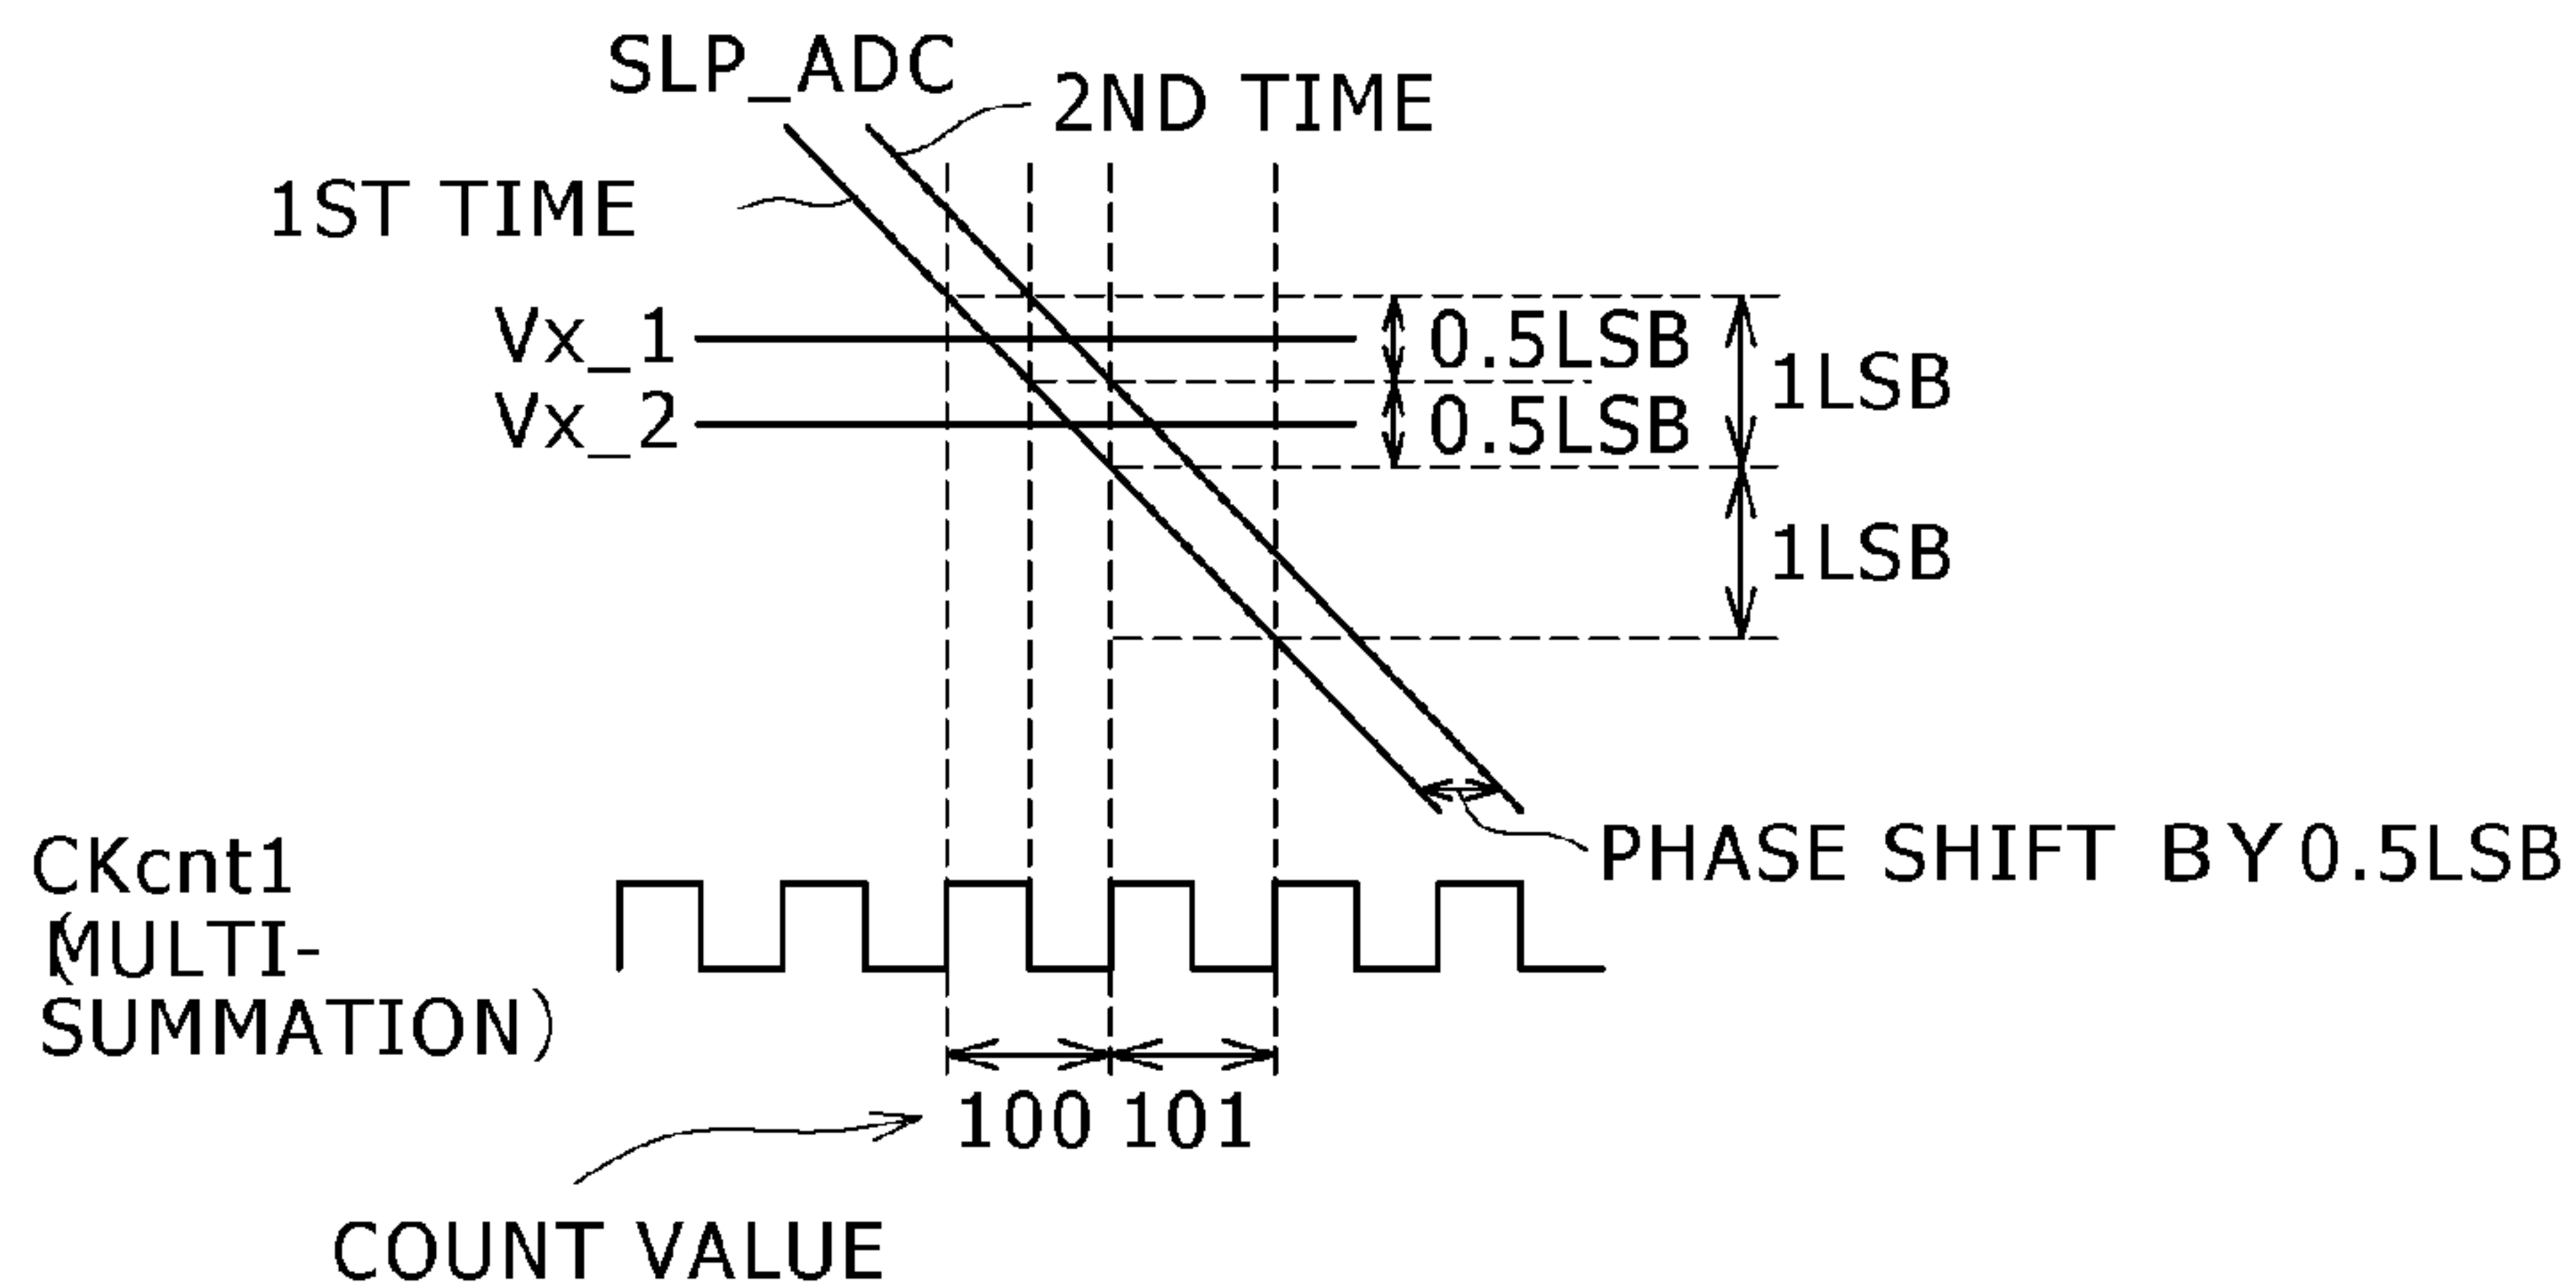 SLP_ADC
2ND TIME
1ST TIME
Vx_1
0.5LSB
1LSB
Vx_2
0.5LSB
1LSB
PHASE SHIFT BY 0.5LSB
CKcnt1
(MULTI-
SUMMATION)
100 101
COUNT VALUE